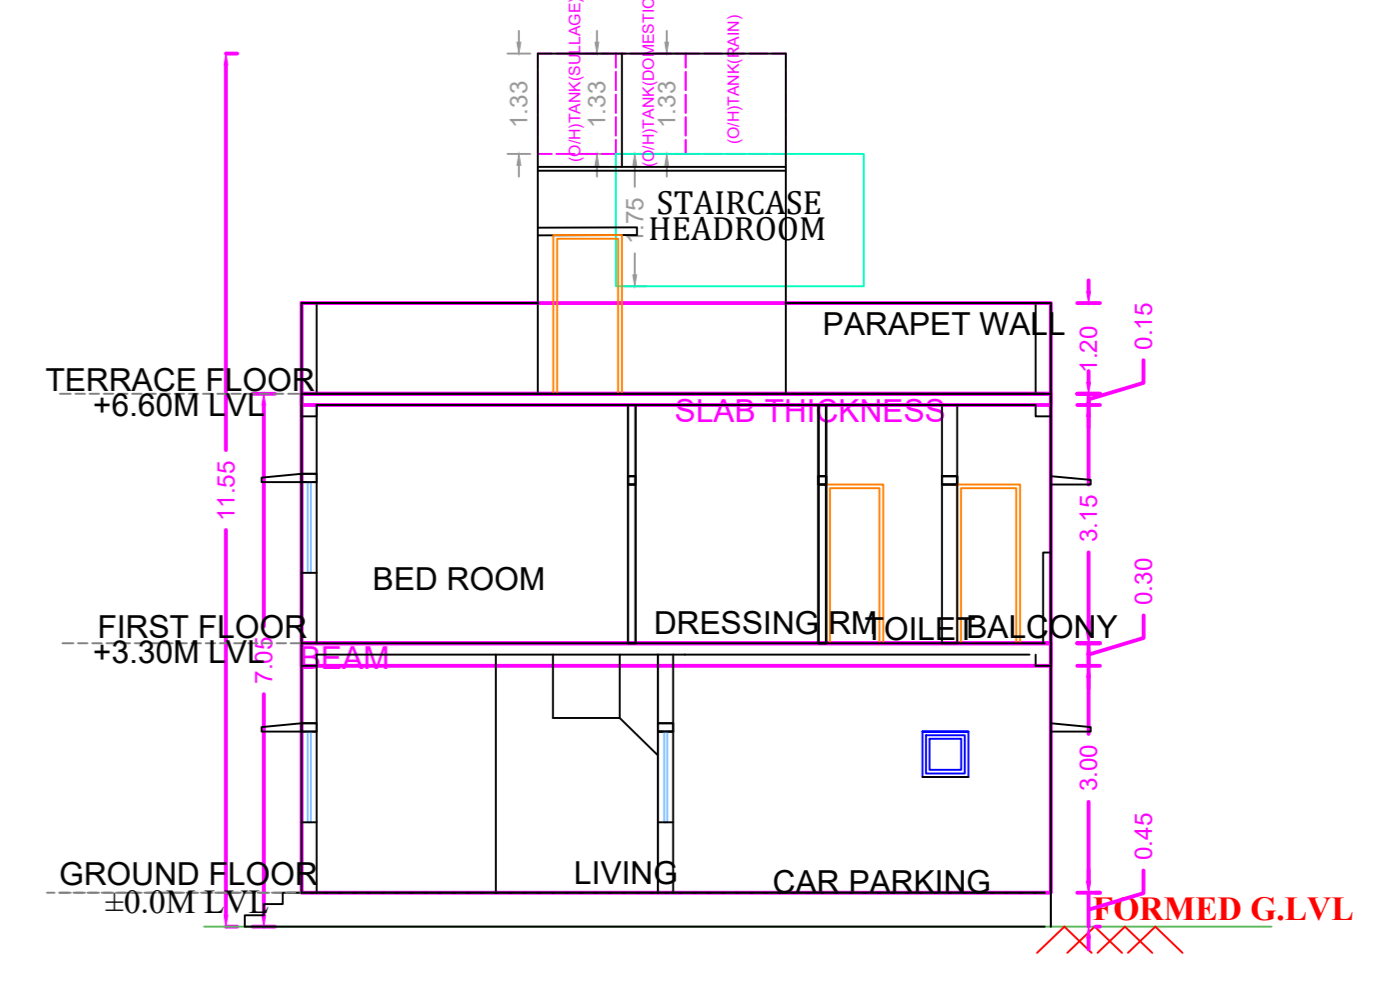 (O/H)TANK(SULLAGE)
(O/H)TANK(DOMESTIC
(O/H)TANK(RAIN)
1.33
1.33
1.33
STAIRCASE
HEADROOM
PARAPET WALL
1.20
0.15
TERRACE FLOOR
+6.60M LVL
SLAB THICKNESS
11.55
3.15
BED ROOM
0.30
DRESSING RM
TOILET
BALCONY
FIRST FLOOR
+3.30M LVL
7.05
BEAM
3.00
0.45
GROUND FLOOR
±0.0M LVL
LIVING
CAR PARKING
FORMED G.LVL